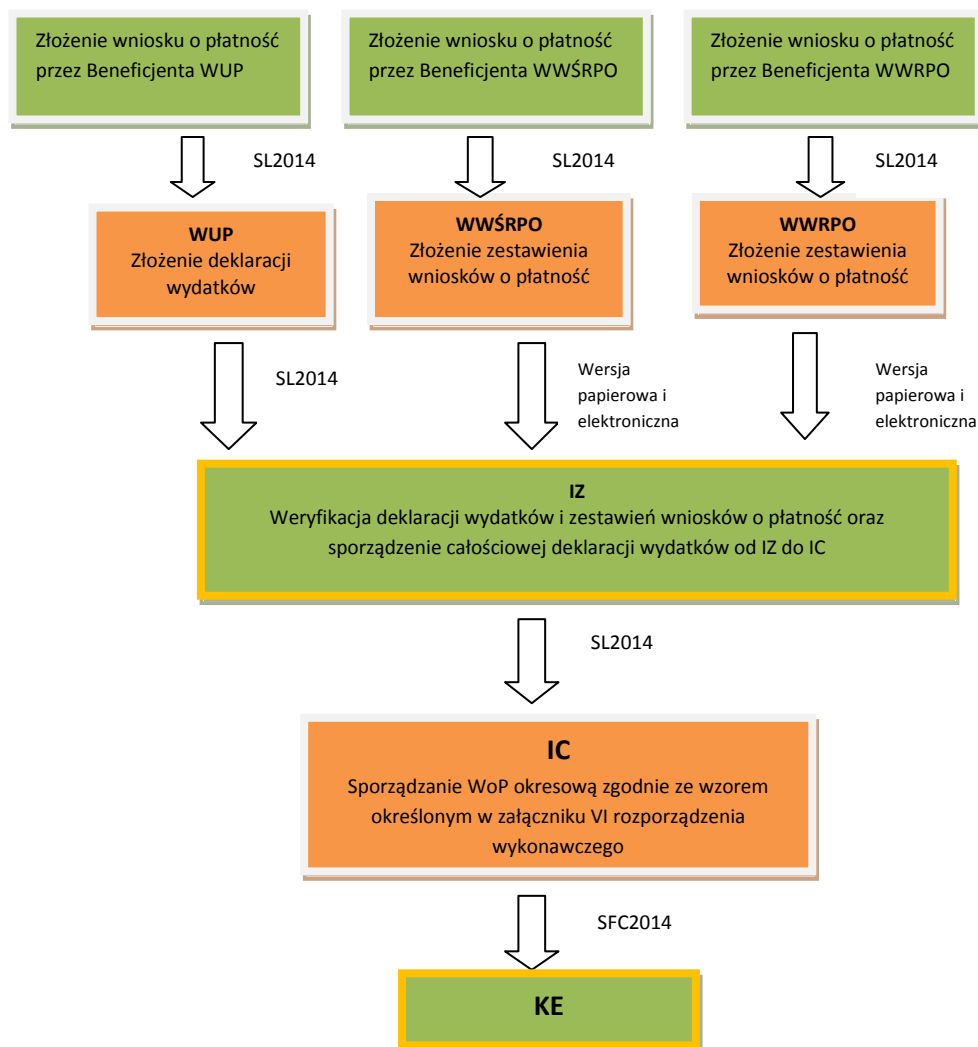 Złożenie wniosku o płatność
przez Beneficjenta WUP
Złożenie wniosku o płatność
przez Beneficjenta WWŚRPO
Złożenie wniosku o płatność
przez Beneficjenta WWRPO
SL2014
SL2014
SL2014
WUP
Złożenie deklaracji
wydatków
WWŚRPO
Złożenie zestawienia
wniosków o płatność
WWRPO
Złożenie zestawienia
wniosków o płatność
SL2014
Wersja
papierowa i
elektroniczna
Wersja
papierowa i
elektroniczna
IZ
Weryfikacja deklaracji wydatków i zestawień wniosków o płatność oraz
sporządzenie całościowej deklaracji wydatków od IZ do IC
SL2014
IC
Sporządzanie WoP okresową zgodnie ze wzorem
określonym w załączniku VI rozporządzenia
wykonawczego
SFC2014
KE